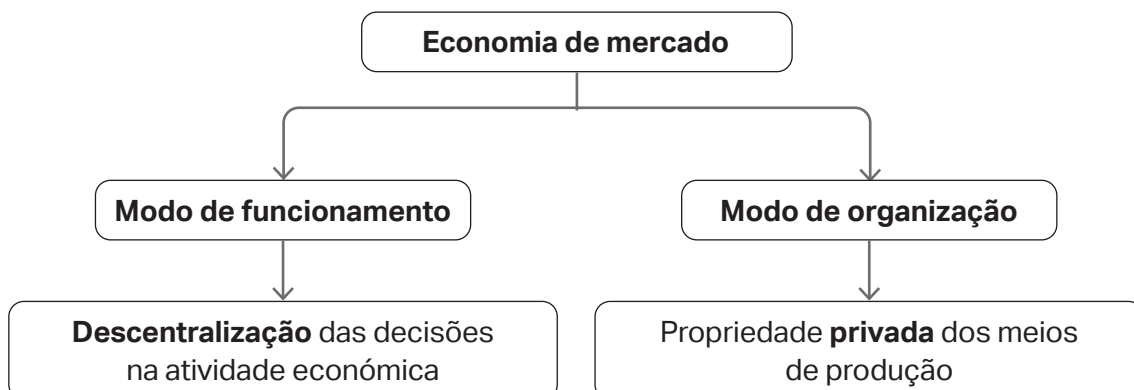 Economia de mercado
Modo de funcionamento
Modo de organização
Descentralização das decisões
na atividade económica
Propriedade privada dos meios
de produção